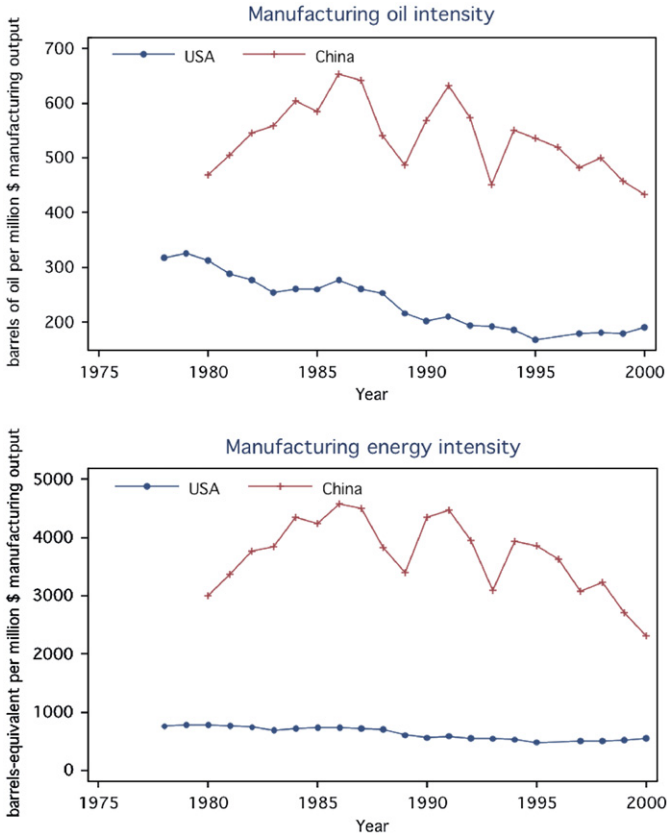 Manufacturing oil intensity
barrels of oil per million $ manufacturing output
700
600
500
400
300
200
USA
China
1975
1980
1985
1990
1995
2000
Year
Manufacturing energy intensity
barrels-equivalent per million $ manufacturing output
5000
4000
3000
2000
1000
0
USA
China
1975
1980
1985
1990
1995
2000
Year